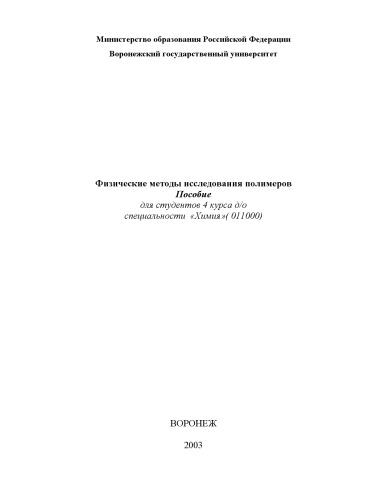 Министерство образования Российской Федерации
Воронежский государственный университет
Физические методы исследования полимеров
Пособие
для студентов 4 курса д/о
специальности «Химия»( 011000)
ВОРОНЕЖ
2003